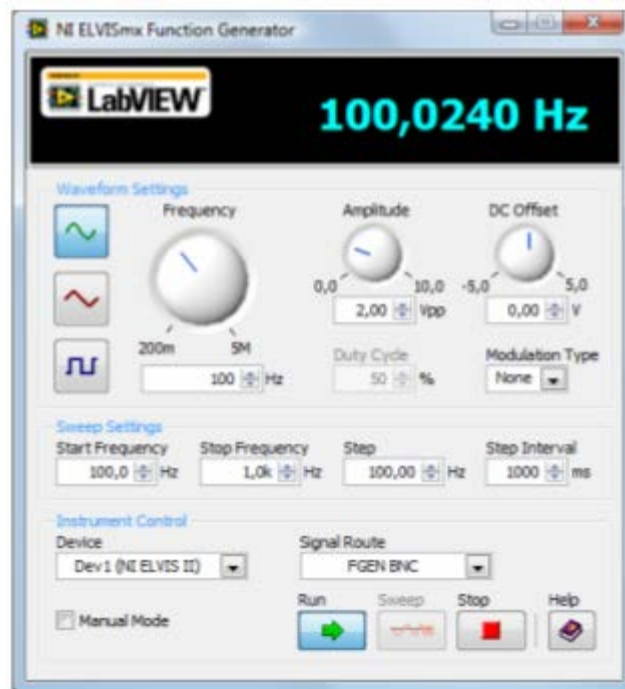 NI ELVISmx Function Generator
LabVIEW
100,0240 Hz
Waveform Settings
Frequency
Amplitude
DC Offset
0,0 10,0
-5,0 5,0
2,00 Vpp
0,00 V
200m 5M
100 Hz
Duty Cycle
50 %
Modulation Type
None
Sweep Settings
Start Frequency Stop Frequency Step Step Interval
100,0 Hz 1,0k Hz 100,00 Hz 1000 ms
Instrument Control
Device Signal Route
Dev1 (NI ELVIS II) FGEN BNC
Manual Mode
Run Sweep Stop Help